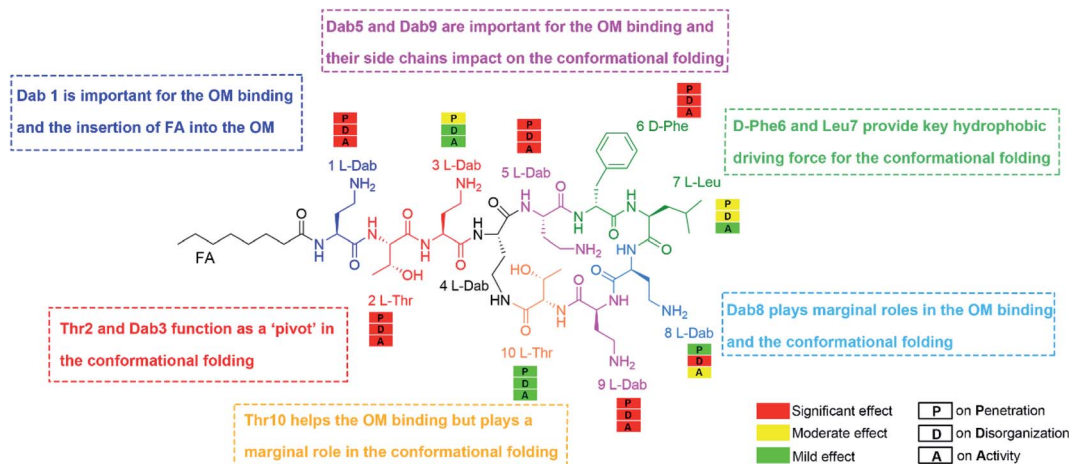 Dab5 and Dab9 are important for the OM binding and
their side chains impact on the conformational folding
Dab 1 is important for the OM binding
and the insertion of FA into the OM
D-Phe6 and Leu7 provide key hydrophobic
driving force for the conformational folding
P
D
A
1 L-Dab
NH2
P
D
A
3 L-Dab
NH2
P
D
A
5 L-Dab
P
D
A
6 D-Phe
7 L-Leu
P
D
A
O
N
H
O
H
N
O
OH
N
H
O
H
N
O
H
N
O
NH2
N
H
O
H
N
O
NH
O
NH2
FA
2 L-Thr
P
D
A
4 L-Dab
NH
O
HO
H
N
O
NH
NH2
10 L-Thr
P
D
A
9 L-Dab
P
D
A
8 L-Dab
P
D
A
Thr2 and Dab3 function as a ‘pivot’ in
the conformational folding
Dab8 plays marginal roles in the OM binding
and the conformational folding
Thr10 helps the OM binding but plays a
marginal role in the conformational folding
Significant effect
Moderate effect
Mild effect
P on Penetration
D on Disorganization
A on Activity